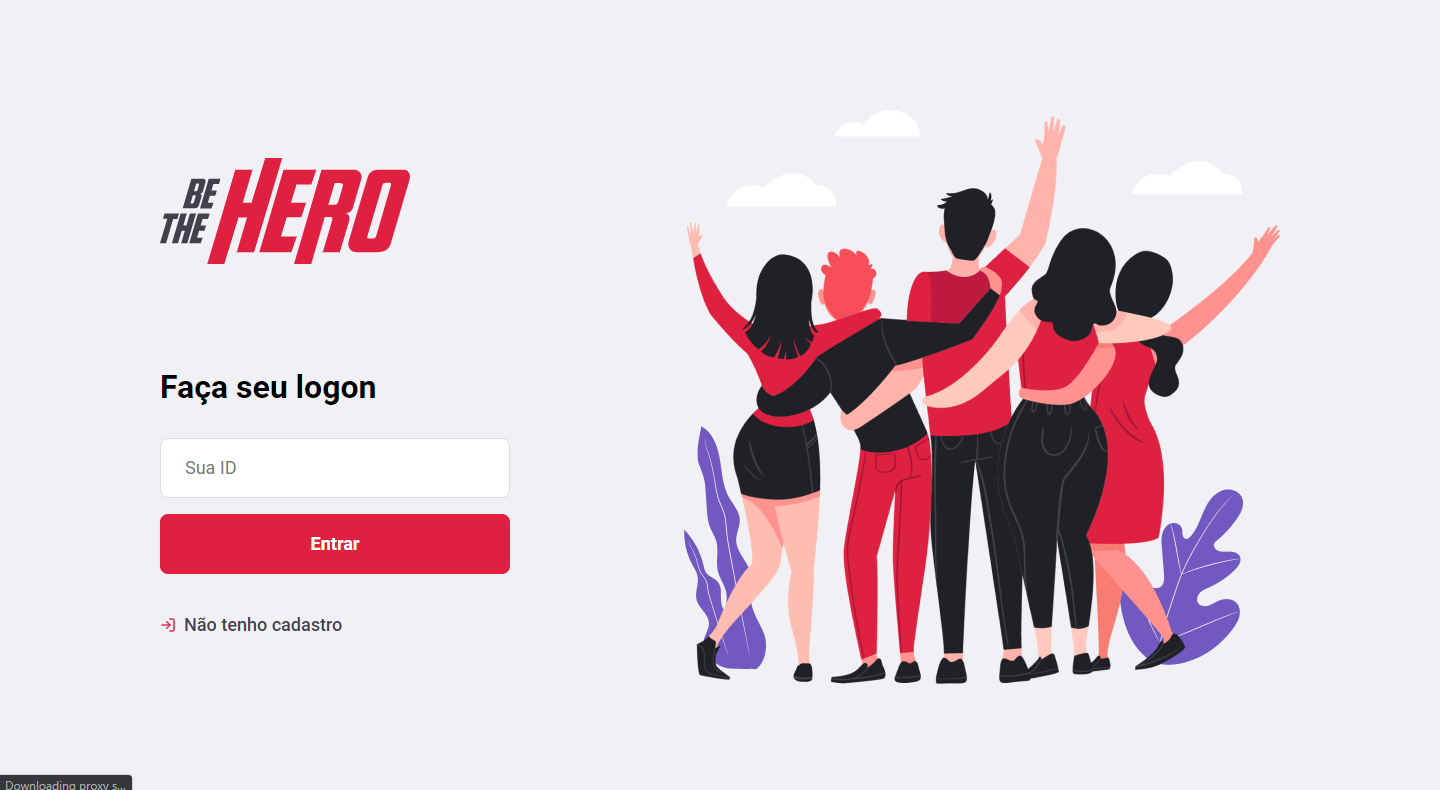 BE
THE HERO
Faça seu logon
Sua ID
Entrar
Não tenho cadastro
Downloading proxy s...